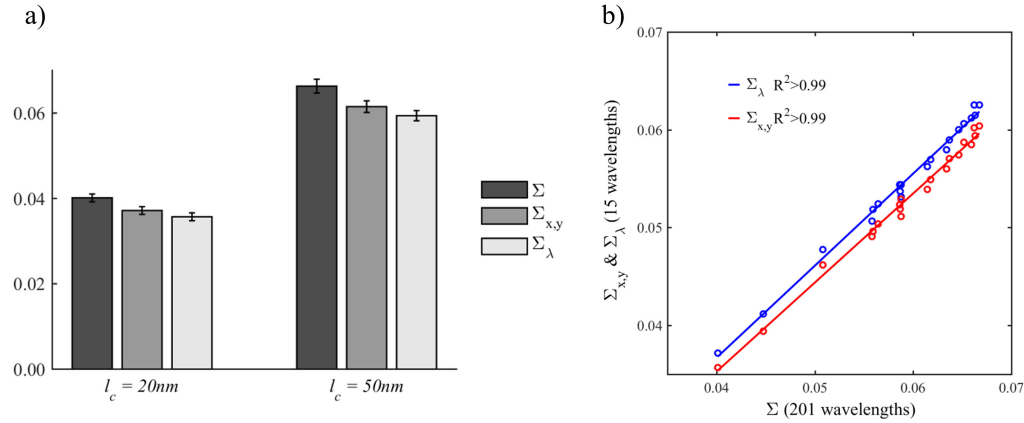 a)
0.06
0.04
0.02
0.00
l_c = 20nm
l_c = 50nm
Σ
Σ_x,y
Σ_λ
b)
0.07
0.06
0.05
0.04
Σ_x,y & Σ_λ (15 wavelengths)
Σ_λ R²>0.99
Σ_x,y R²>0.99
0.04 0.05 0.06 0.07
Σ (201 wavelengths)